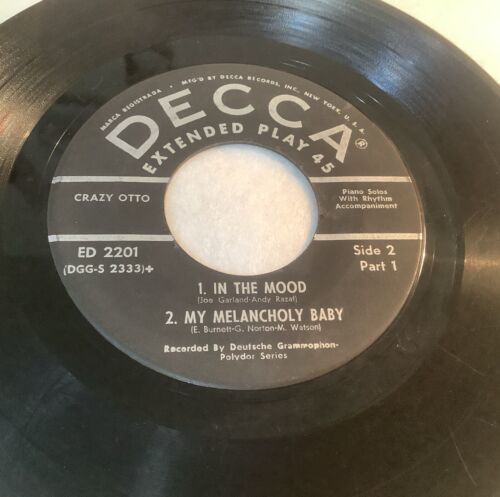 MARCA REGISTRADA • MFG'D BY DECCA RECORDS, INC., NEW YORK, U.S.A.
DECCA®
EXTENDED PLAY 45
CRAZY OTTO
Piano Solos
With Rhythm
Accompaniment
ED 2201
(DGG-S 2333)+
Side 2
Part 1
1. IN THE MOOD
(Joe Garland-Andy Razaf)
2. MY MELANCHOLY BABY
(E. Burnett-G. Norton-M. Watson)
Recorded By Deutsche Grammophon-
Polydor Series